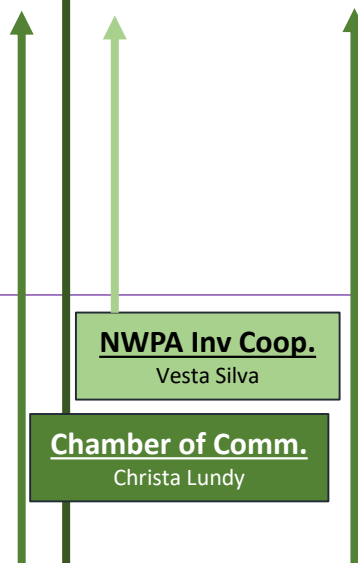 NWPA Inv Coop.
Vesta Silva
Chamber of Comm.
Christa Lundy